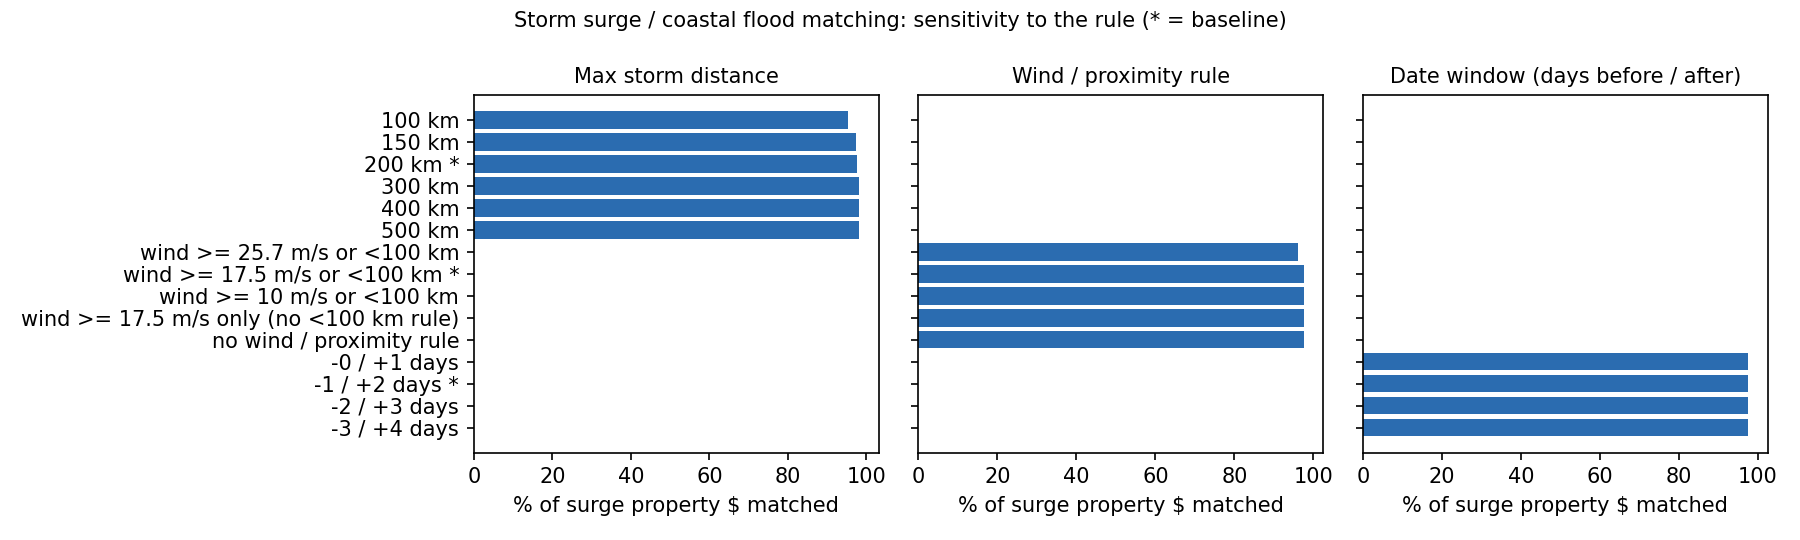 Storm surge / coastal flood matching: sensitivity to the rule (* = baseline)
Max storm distance
Wind / proximity rule
Date window (days before / after)
100 km
150 km
200 km *
300 km
400 km
500 km
wind >= 25.7 m/s or <100 km
wind >= 17.5 m/s or <100 km *
wind >= 10 m/s or <100 km
wind >= 17.5 m/s only (no <100 km rule)
no wind / proximity rule
-0 / +1 days
-1 / +2 days *
-2 / +3 days
-3 / +4 days
0 20 40 60 80 100
0 20 40 60 80 100
0 20 40 60 80 100
% of surge property $ matched
% of surge property $ matched
% of surge property $ matched